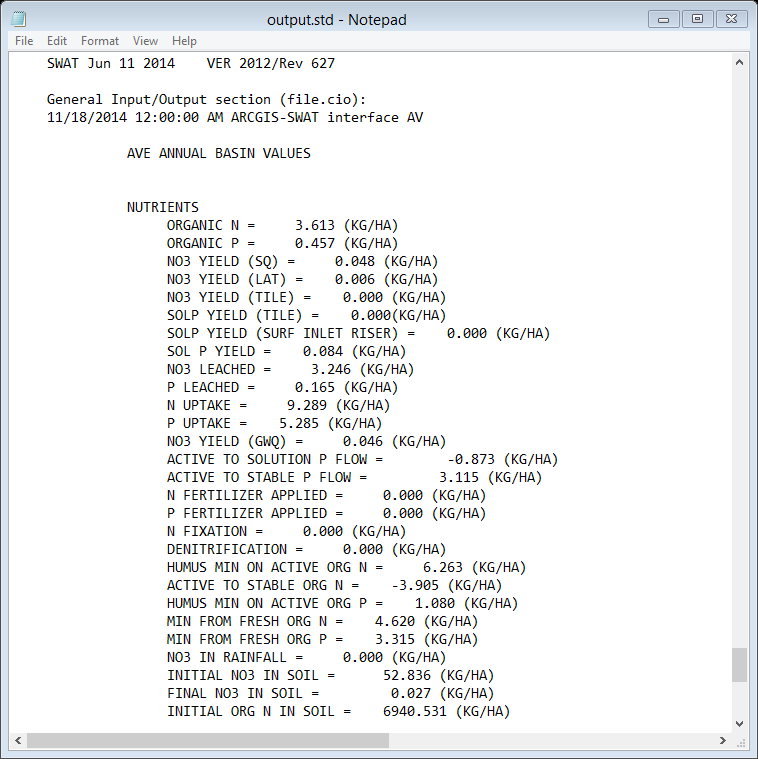 output.std - Notepad
File Edit Format View Help
SWAT Jun 11 2014    VER 2012/Rev 627
General Input/Output section (file.cio):
11/18/2014 12:00:00 AM ARCGIS-SWAT interface AV
AVE ANNUAL BASIN VALUES
NUTRIENTS
ORGANIC N =     3.613 (KG/HA)
ORGANIC P =     0.457 (KG/HA)
NO3 YIELD (SQ) =     0.048 (KG/HA)
NO3 YIELD (LAT) =    0.006 (KG/HA)
NO3 YIELD (TILE) =    0.000 (KG/HA)
SOLP YIELD (TILE) =    0.000(KG/HA)
SOLP YIELD (SURF INLET RISER) =    0.000 (KG/HA)
SOL P YIELD =    0.084 (KG/HA)
NO3 LEACHED =     3.246 (KG/HA)
P LEACHED =     0.165 (KG/HA)
N UPTAKE =     9.289 (KG/HA)
P UPTAKE =    5.285 (KG/HA)
NO3 YIELD (GWQ) =     0.046 (KG/HA)
ACTIVE TO SOLUTION P FLOW =        -0.873 (KG/HA)
ACTIVE TO STABLE P FLOW =         3.115 (KG/HA)
N FERTILIZER APPLIED =     0.000 (KG/HA)
P FERTILIZER APPLIED =     0.000 (KG/HA)
N FIXATION =     0.000 (KG/HA)
DENITRIFICATION =     0.000 (KG/HA)
HUMUS MIN ON ACTIVE ORG N =     6.263 (KG/HA)
ACTIVE TO STABLE ORG N =    -3.905 (KG/HA)
HUMUS MIN ON ACTIVE ORG P =    1.080 (KG/HA)
MIN FROM FRESH ORG N =    4.620 (KG/HA)
MIN FROM FRESH ORG P =    3.315 (KG/HA)
NO3 IN RAINFALL =     0.000 (KG/HA)
INITIAL NO3 IN SOIL =      52.836 (KG/HA)
FINAL NO3 IN SOIL =         0.027 (KG/HA)
INITIAL ORG N IN SOIL =    6940.531 (KG/HA)